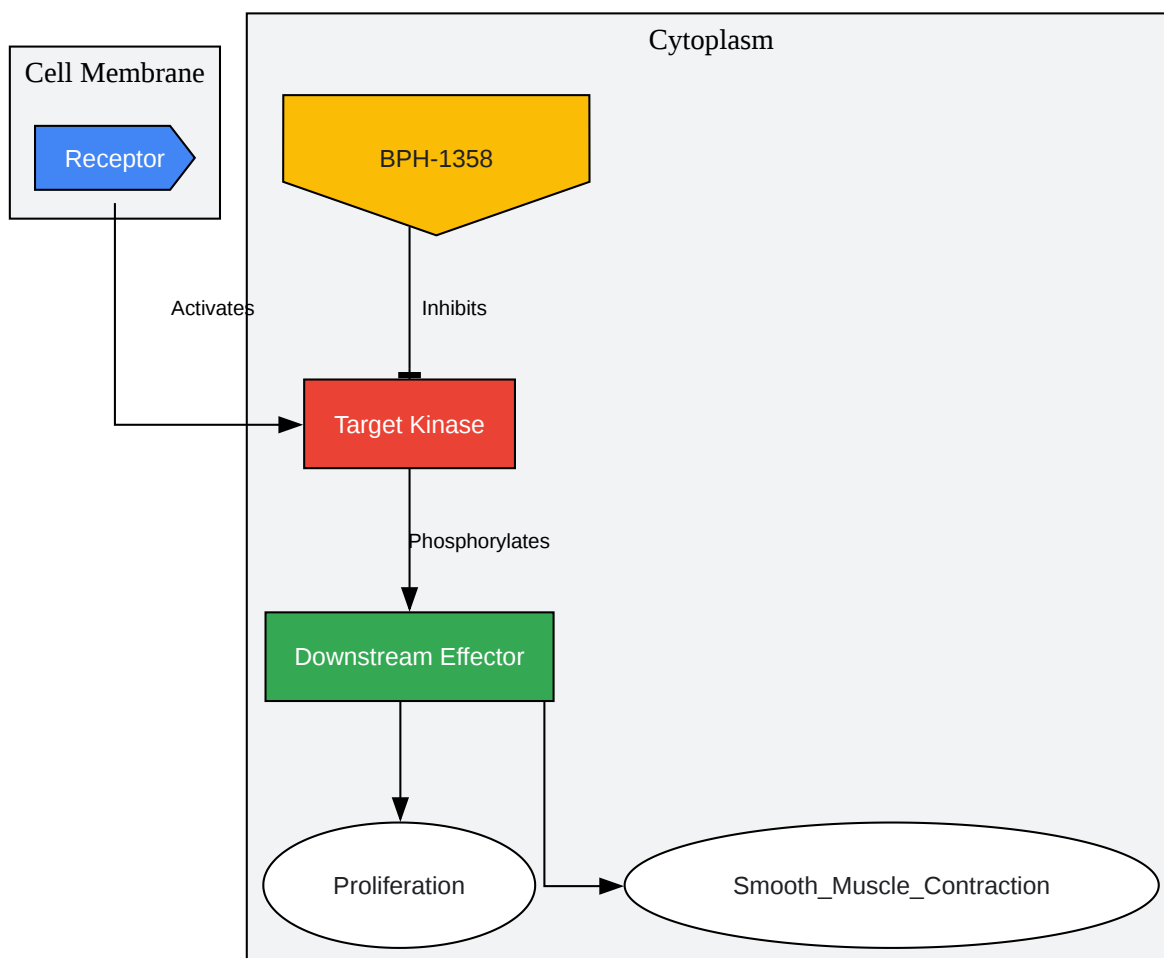 Cytoplasm
Cell Membrane
Receptor
BPH-1358
Activates
Inhibits
Target Kinase
Phosphorylates
Downstream Effector
Proliferation
Smooth_Muscle_Contraction